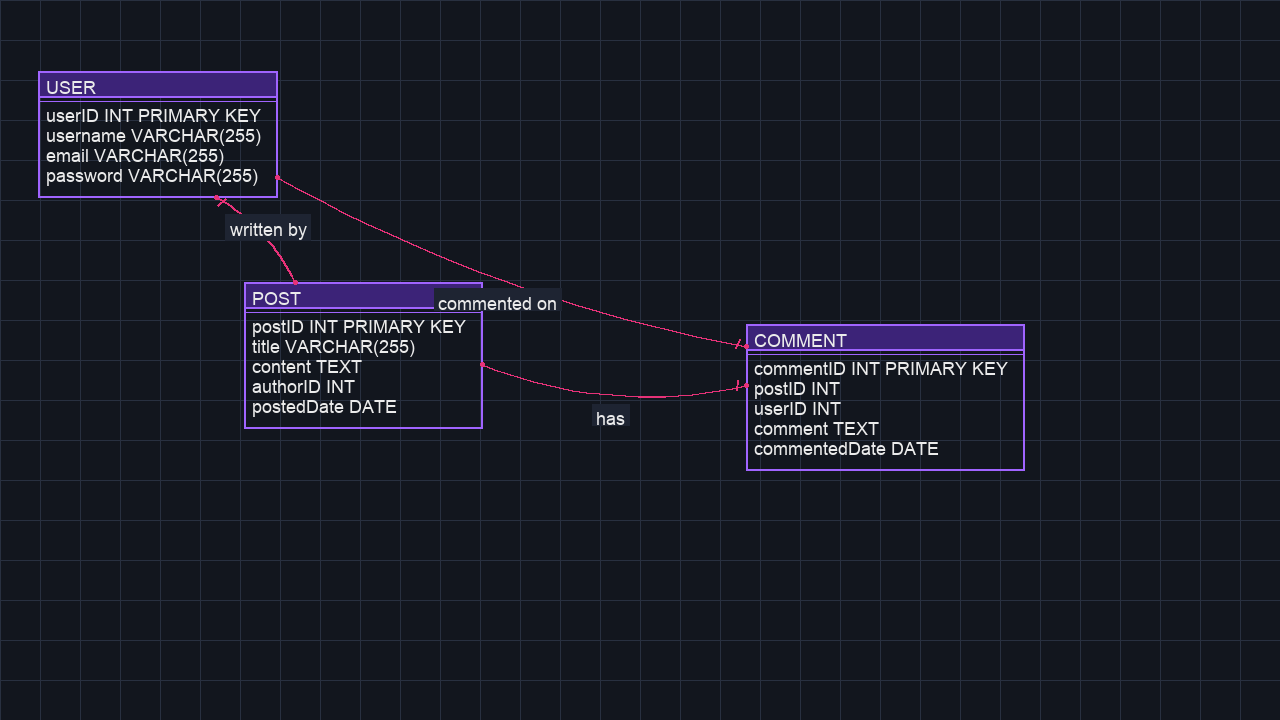 USER
userID INT PRIMARY KEY
username VARCHAR(255)
email VARCHAR(255)
password VARCHAR(255)
written by
POST
commented on
postID INT PRIMARY KEY
title VARCHAR(255)
content TEXT
authorID INT
postedDate DATE
has
COMMENT
commentID INT PRIMARY KEY
postID INT
userID INT
comment TEXT
commentedDate DATE